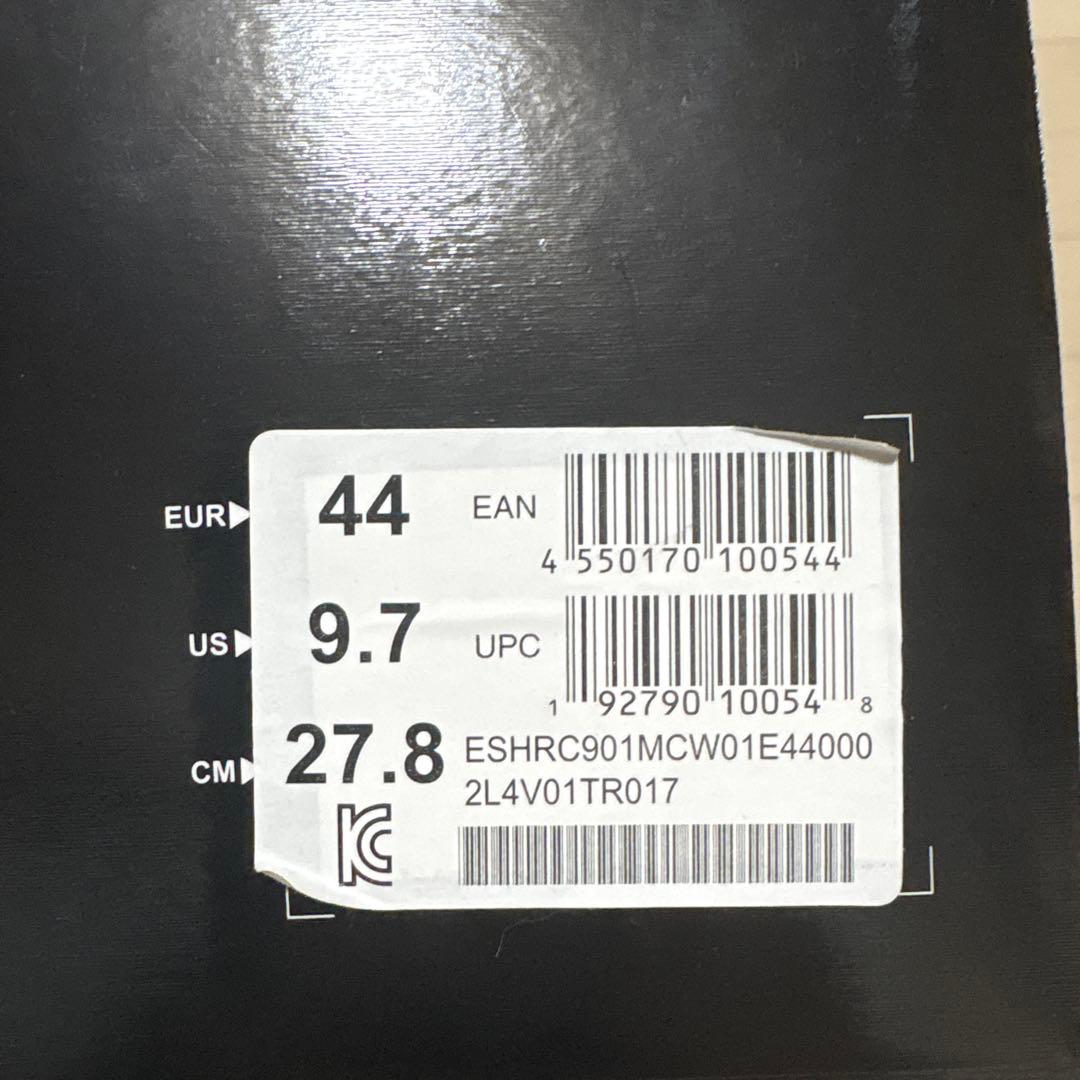 EUR 44 EAN
4 550170 100544
US 9.7 UPC
1 92790 10054 8
CM 27.8 ESHRC901MCW01E44000
2L4V01TR017
KC